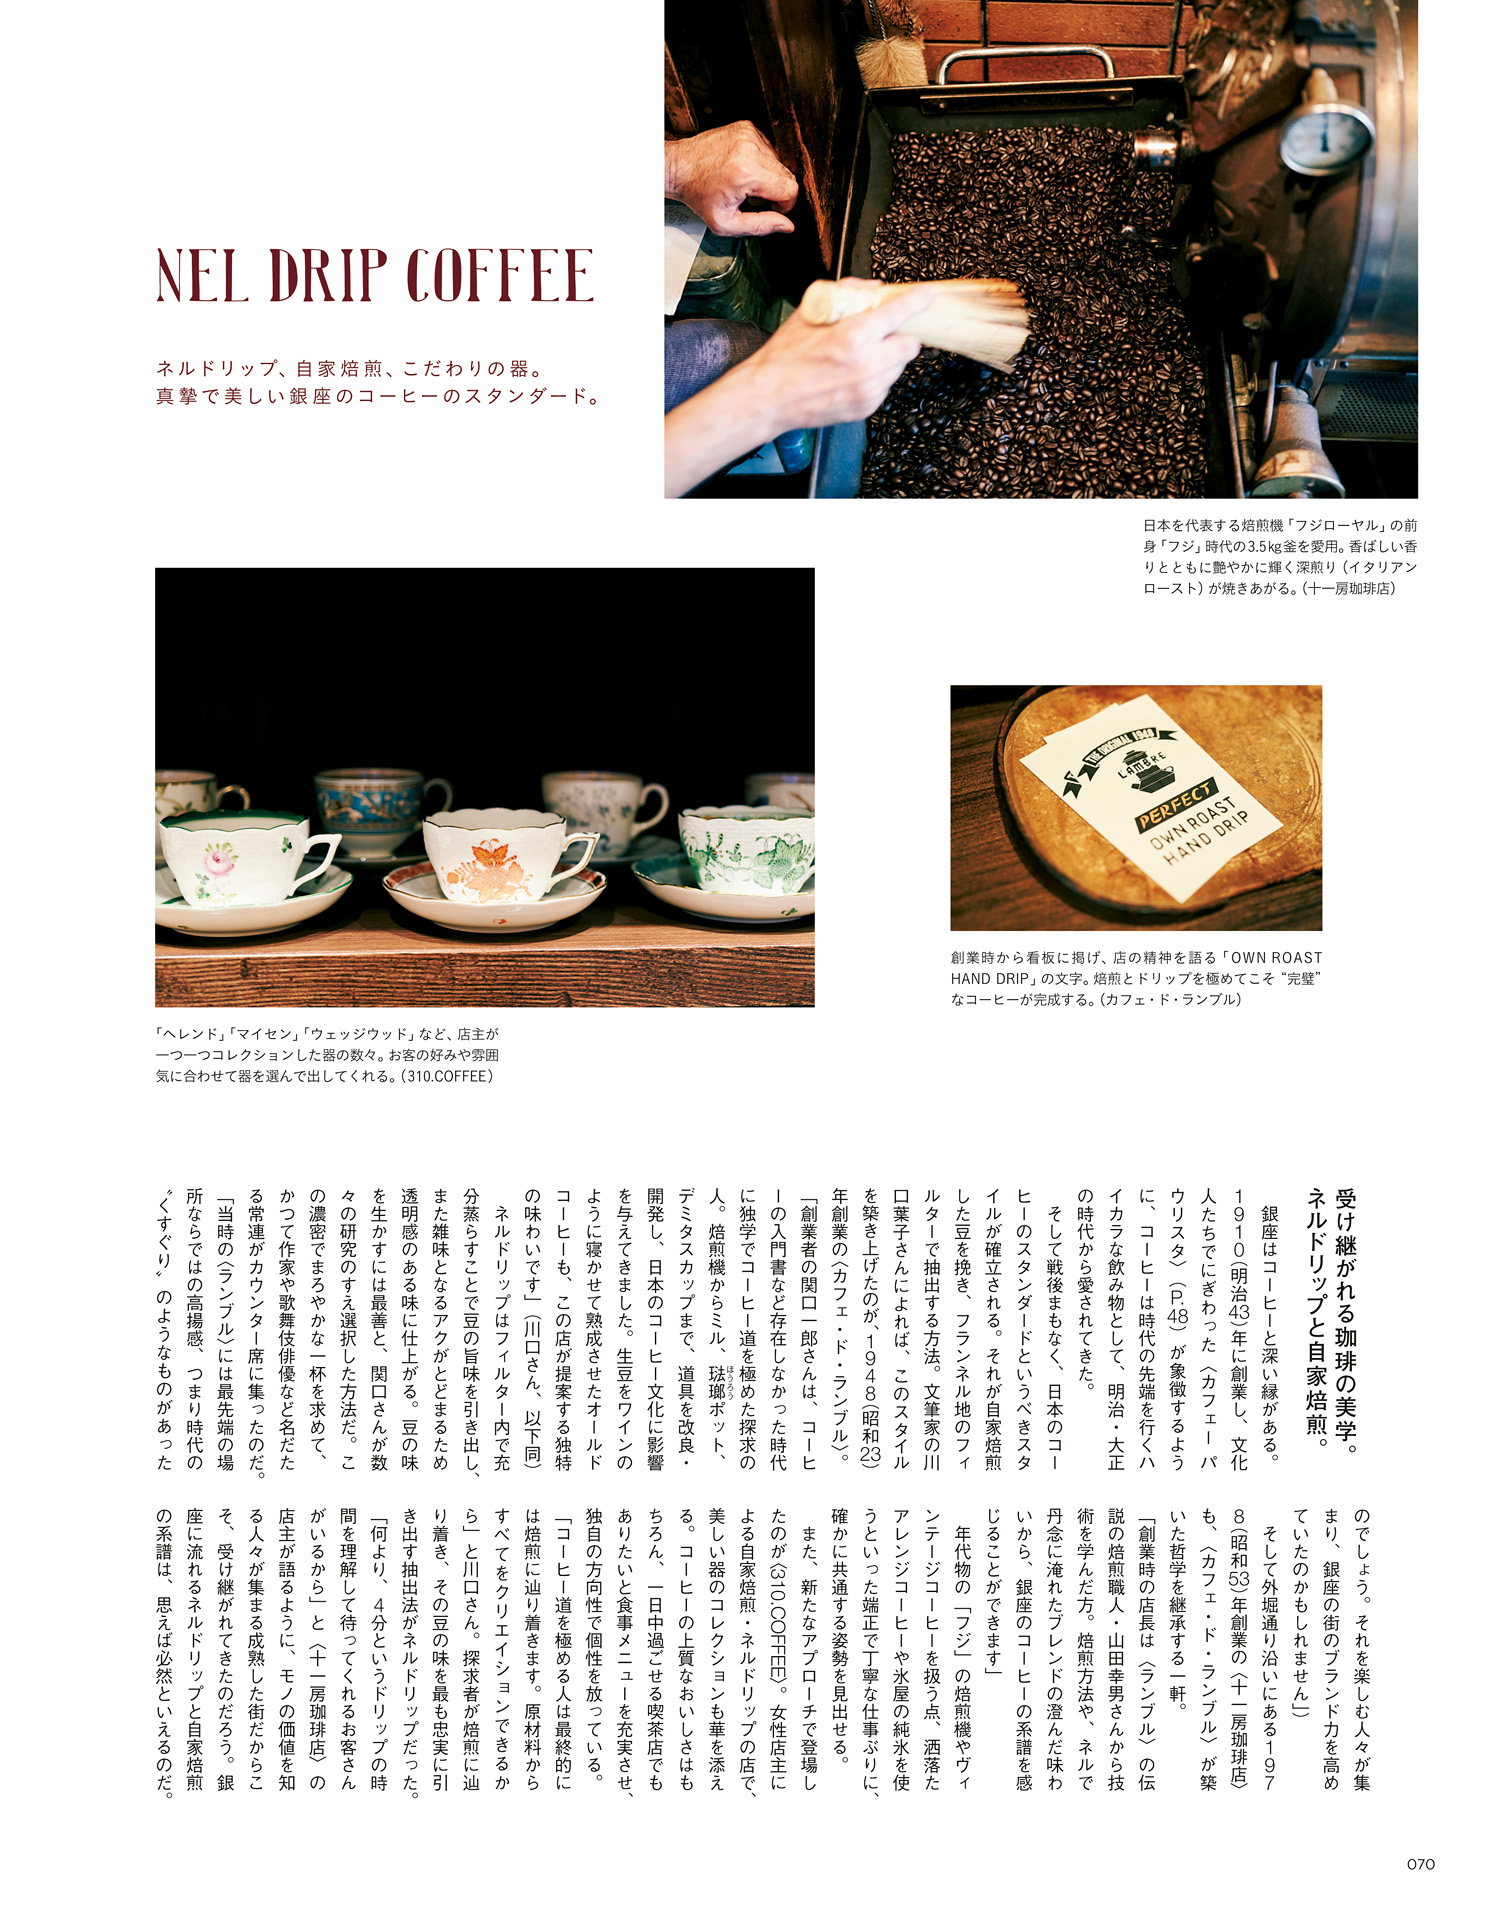 NEL DRIP COFFEE
ネルドリップ、自家焙煎、こだわりの器。
真摯で美しい銀座のコーヒーのスタンダード。
日本を代表する焙煎機「フジローヤル」の前
身「フジ」時代の3.5kg釜を愛用。香ばしい香
りとともに艶やかに輝く深煎り（イタリアン
ロースト）が焼きあがる。（十一房珈琲店）
THE ORIGINAL 1948
LAMBRE
PERFECT
OWN ROAST
HAND DRIP
創業時から看板に掲げ、店の精神を語る「OWN ROAST
HAND DRIP」の文字。焙煎とドリップを極めてこそ“完璧”
なコーヒーが完成する。（カフェ・ド・ランブル）
「ヘレンド」「マイセン」「ウェッジウッド」など、店主が
一つ一つコレクションした器の数々。お客の好みや雰囲
気に合わせて器を選んで出してくれる。（310.COFFEE）
受け継がれる珈琲の美学。
ネルドリップと自家焙煎。
銀座はコーヒーと深い縁がある。
1910（明治43）年に創業し、文化
人たちでにぎわった〈カフェーパ
ウリスタ〉（P.48）が象徴するよう
に、コーヒーは時代の先端を行くハ
イカラな飲み物として、明治・大正
の時代から愛されてきた。
そして戦後まもなく、日本のコー
ヒーのスタンダードというべきスタ
イルが確立される。それが自家焙煎
した豆を挽き、フランネル地のフィ
ルターで抽出する方法。文筆家の川
口葉子さんによれば、このスタイル
を築き上げたのが、1948（昭和23）
年創業の〈カフェ・ド・ランブル〉。
「創業者の関口一郎さんは、コーヒ
ーの入門書など存在しなかった時代
に独学でコーヒー道を極めた探求の
人。焙煎機からミル、琺瑯ポット、
ほうろう
デミタスカップまで、道具を改良・
開発し、日本のコーヒー文化に影響
を与えてきました。生豆をワインの
ように寝かせて熟成させたオールド
コーヒーも、この店が提案する独特
の味わいです」（川口さん、以下同）
ネルドリップはフィルター内で充
分蒸らすことで豆の旨味を引き出し、
また雑味となるアクがとどまるため
透明感のある味に仕上がる。豆の味
を生かすには最善と、関口さんが数
々の研究のすえ選択した方法だ。こ
の濃密でまろやかな一杯を求めて、
かつて作家や歌舞伎俳優など名だた
る常連がカウンター席に集ったのだ。
「当時の〈ランブル〉には最先端の場
所ならではの高揚感、つまり時代の
〝くすぐり〟のようなものがあった
のでしょう。それを楽しむ人々が集
まり、銀座の街のブランド力を高め
ていたのかもしれません」
そして外堀通り沿いにある197
8（昭和53）年創業の〈十一房珈琲店〉
も、〈カフェ・ド・ランブル〉が築
いた哲学を継承する一軒。
「創業時の店長は〈ランブル〉の伝
説の焙煎職人・山田幸男さんから技
術を学んだ方。焙煎方法や、ネルで
丹念に淹れたブレンドの澄んだ味わ
いから、銀座のコーヒーの系譜を感
じることができます」
年代物の「フジ」の焙煎機やヴィ
ンテージコーヒーを扱う点、洒落た
アレンジコーヒーや氷屋の純氷を使
うといった端正で丁寧な仕事ぶりに、
確かに共通する姿勢を見出せる。
また、新たなアプローチで登場し
たのが〈310.COFFEE〉。女性店主に
よる自家焙煎・ネルドリップの店で、
美しい器のコレクションも華を添え
る。コーヒーの上質なおいしさはも
ちろん、一日中過ごせる喫茶店でも
ありたいと食事メニューを充実させ、
独自の方向性で個性を放っている。
「コーヒー道を極める人は最終的に
は焙煎に辿り着きます。原材料から
すべてをクリエイションできるか
ら」と川口さん。探求者が焙煎に辿
り着き、その豆の味を最も忠実に引
き出す抽出法がネルドリップだった。
「何より、4分というドリップの時
間を理解して待ってくれるお客さん
がいるから」と〈十一房珈琲店〉の
店主が語るように、モノの価値を知
る人々が集まる成熟した街だからこ
そ、受け継がれてきたのだろう。銀
座に流れるネルドリップと自家焙煎
の系譜は、思えば必然といえるのだ。
070